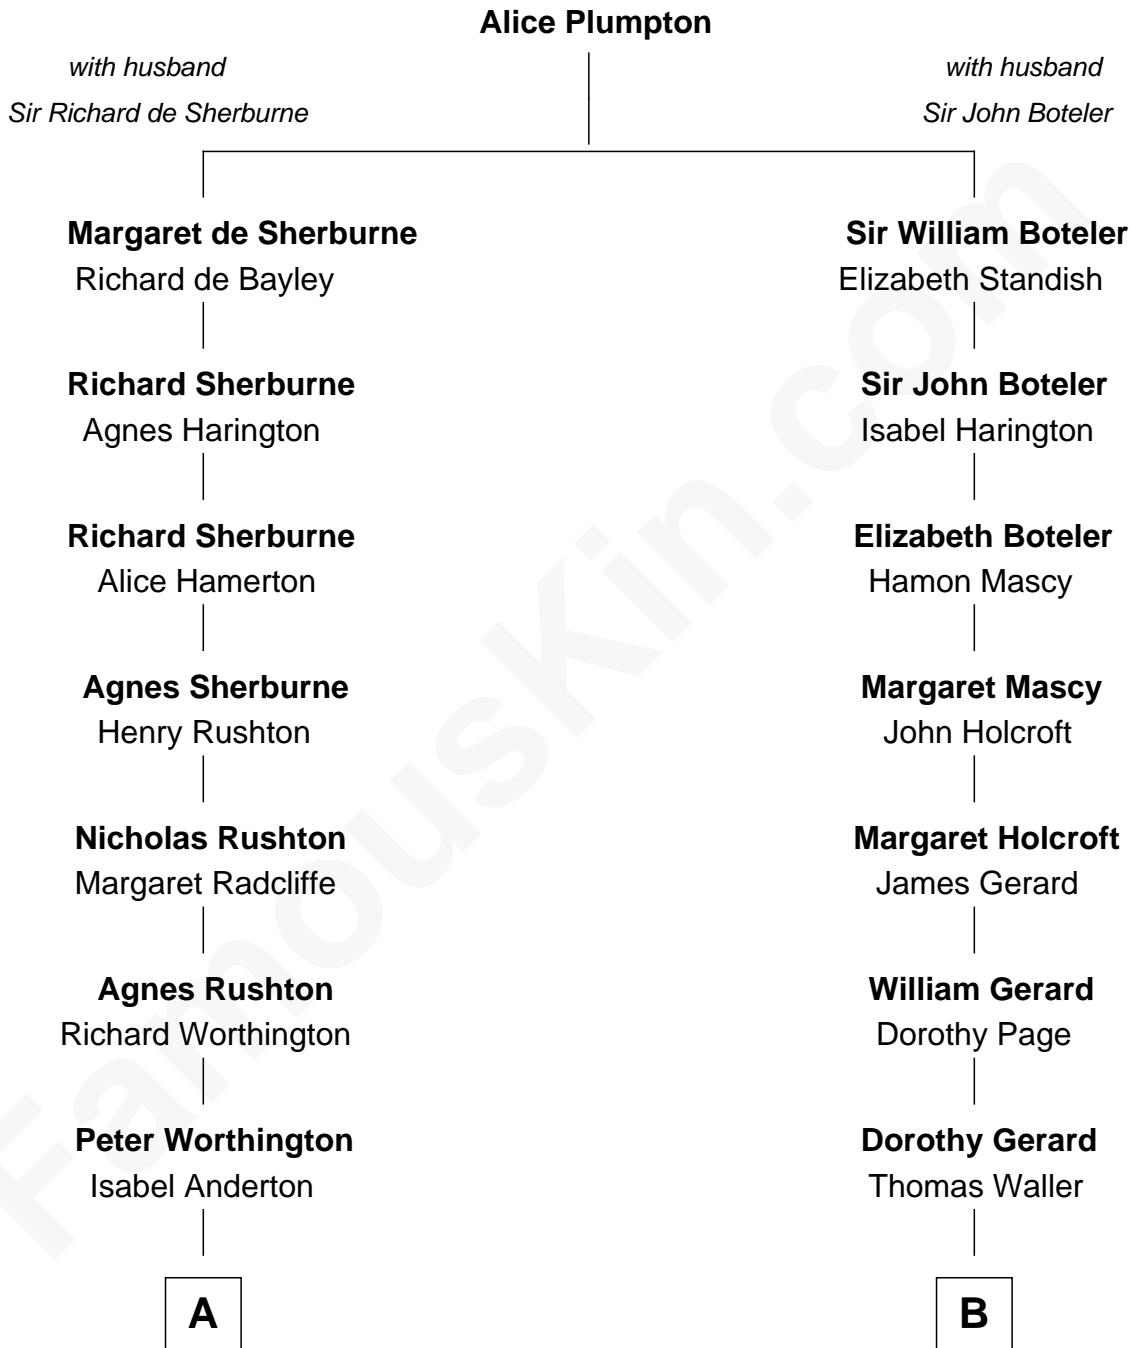 Alice Plumpton
with husband
Sir Richard de Sherburne
with husband
Sir John Boteler
Margaret de Sherburne
Richard de Bayley
Sir William Boteler
Elizabeth Standish
Richard Sherburne
Agnes Harington
Sir John Boteler
Isabel Harington
Richard Sherburne
Alice Hamerton
Elizabeth Boteler
Hamon Mascy
Agnes Sherburne
Henry Rushton
Margaret Mascy
John Holcroft
Nicholas Rushton
Margaret Radcliffe
Margaret Holcroft
James Gerard
Agnes Rushton
Richard Worthington
William Gerard
Dorothy Page
Peter Worthington
Isabel Anderton
Dorothy Gerard
Thomas Waller
A
B
FamousKin.com